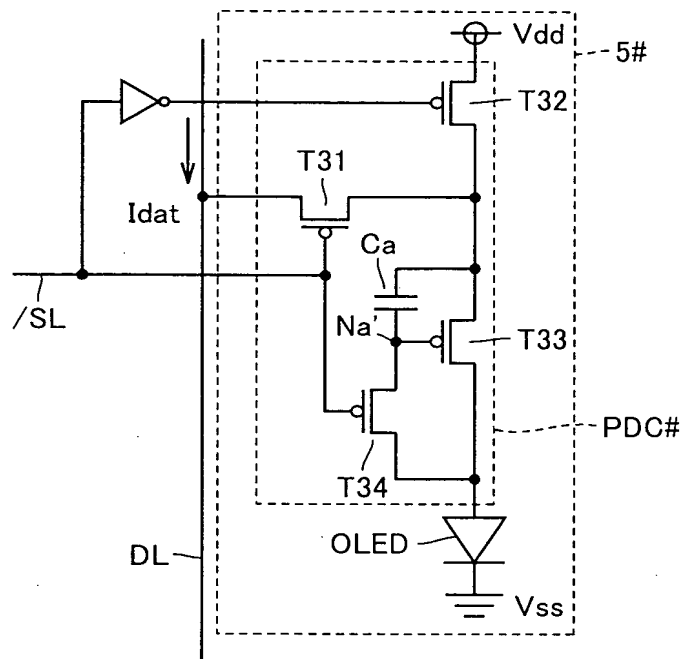 Vdd
5#
T32
T31
Idat
Ca
/SL
Na'
T33
PDC#
T34
OLED
DL
Vss